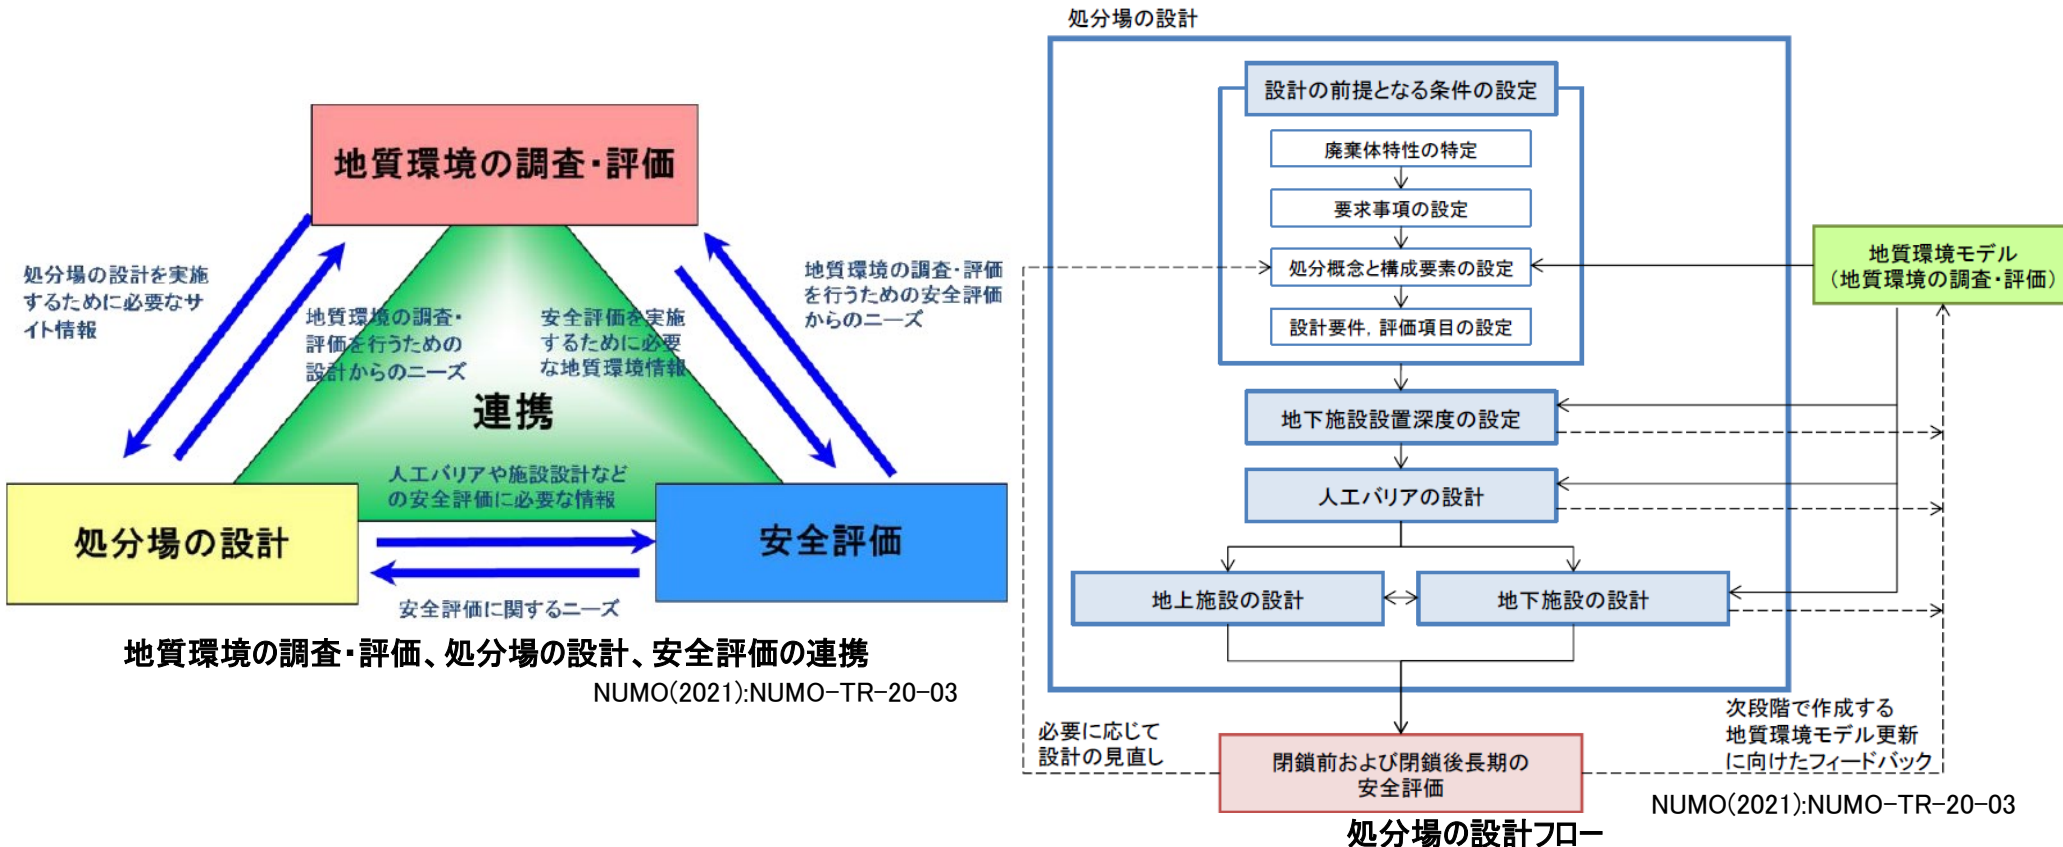 地質環境の調査・評価
処分場の設計を実施
するために必要なサ
イト情報
地質環境の調査・
評価を行うための
設計からのニーズ
安全評価を実施
するために必要
な地質環境情報
地質環境の調査・評価
を行うための安全評価
からのニーズ
連携
人工バリアや施設設計など
の安全評価に必要な情報
処分場の設計
安全評価
安全評価に関するニーズ
地質環境の調査・評価、処分場の設計、安全評価の連携
NUMO(2021):NUMO-TR-20-03
処分場の設計
設計の前提となる条件の設定
廃棄体特性の特定
要求事項の設定
処分概念と構成要素の設定
設計要件，評価項目の設定
地質環境モデル
（地質環境の調査・評価）
地下施設設置深度の設定
人工バリアの設計
地上施設の設計
地下施設の設計
必要に応じて
設計の見直し
閉鎖前および閉鎖後長期の
安全評価
次段階で作成する
地質環境モデル更新
に向けたフィードバック
NUMO(2021):NUMO-TR-20-03
処分場の設計フロー